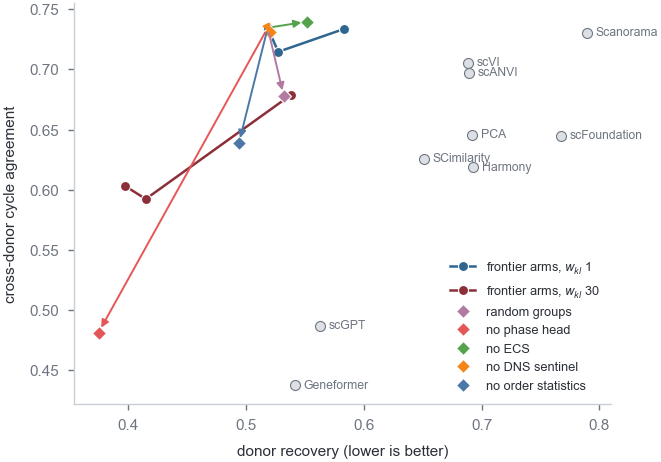 0.75
0.70
0.65
0.60
0.55
0.50
0.45
cross-donor cycle agreement
Scanorama
scVI
scANVI
PCA
scFoundation
SCimilarity
Harmony
scGPT
Geneformer
frontier arms, w_kl 1
frontier arms, w_kl 30
random groups
no phase head
no ECS
no DNS sentinel
no order statistics
0.4 0.5 0.6 0.7 0.8
donor recovery (lower is better)